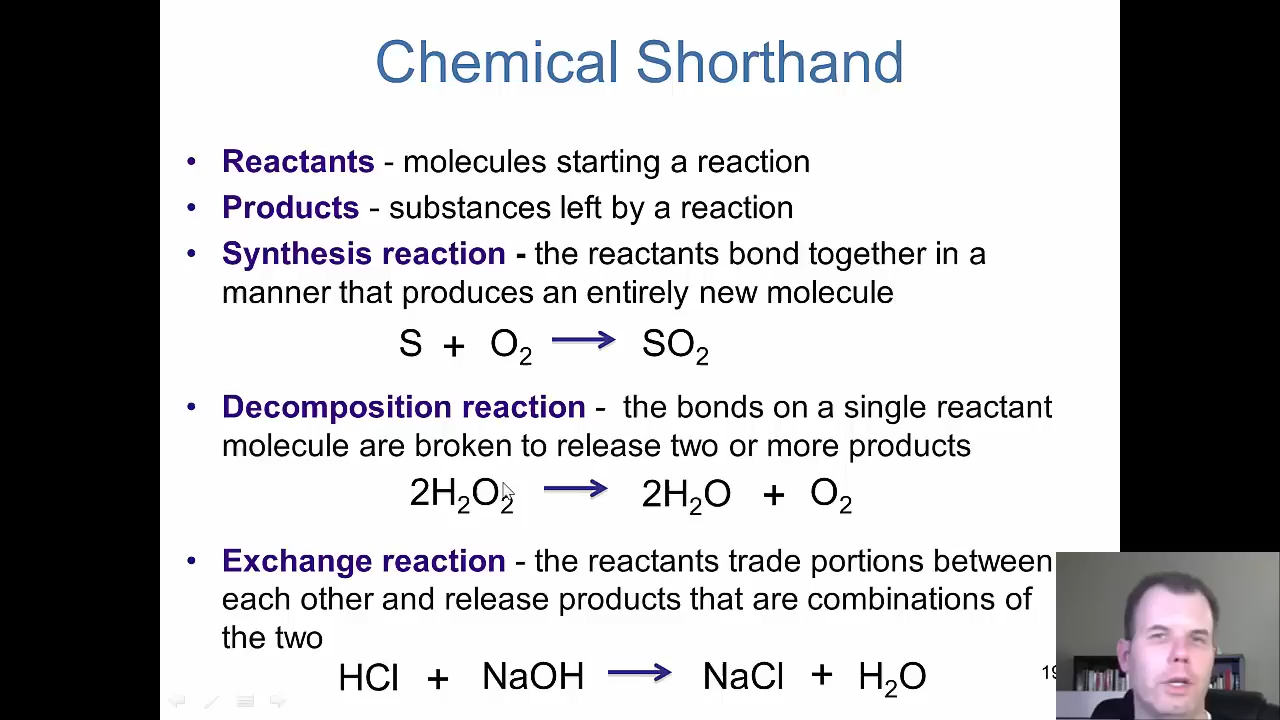 Chemical Shorthand
• Reactants - molecules starting a reaction
• Products - substances left by a reaction
• Synthesis reaction - the reactants bond together in a
manner that produces an entirely new molecule
S + O₂ → SO₂
• Decomposition reaction - the bonds on a single reactant
molecule are broken to release two or more products
2H₂O₂ → 2H₂O + O₂
• Exchange reaction - the reactants trade portions between
each other and release products that are combinations of
the two
HCl + NaOH → NaCl + H₂O
19